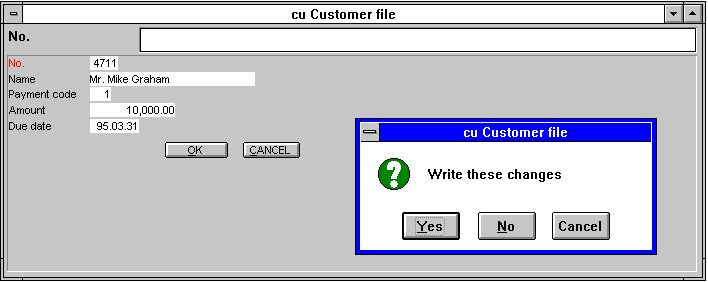 cu Customer file
No.
No. 4711
Name Mr. Mike Graham
Payment code 1
Amount 10,000.00
Due date 95.03.31
OK CANCEL
cu Customer file
? Write these changes
Yes No Cancel